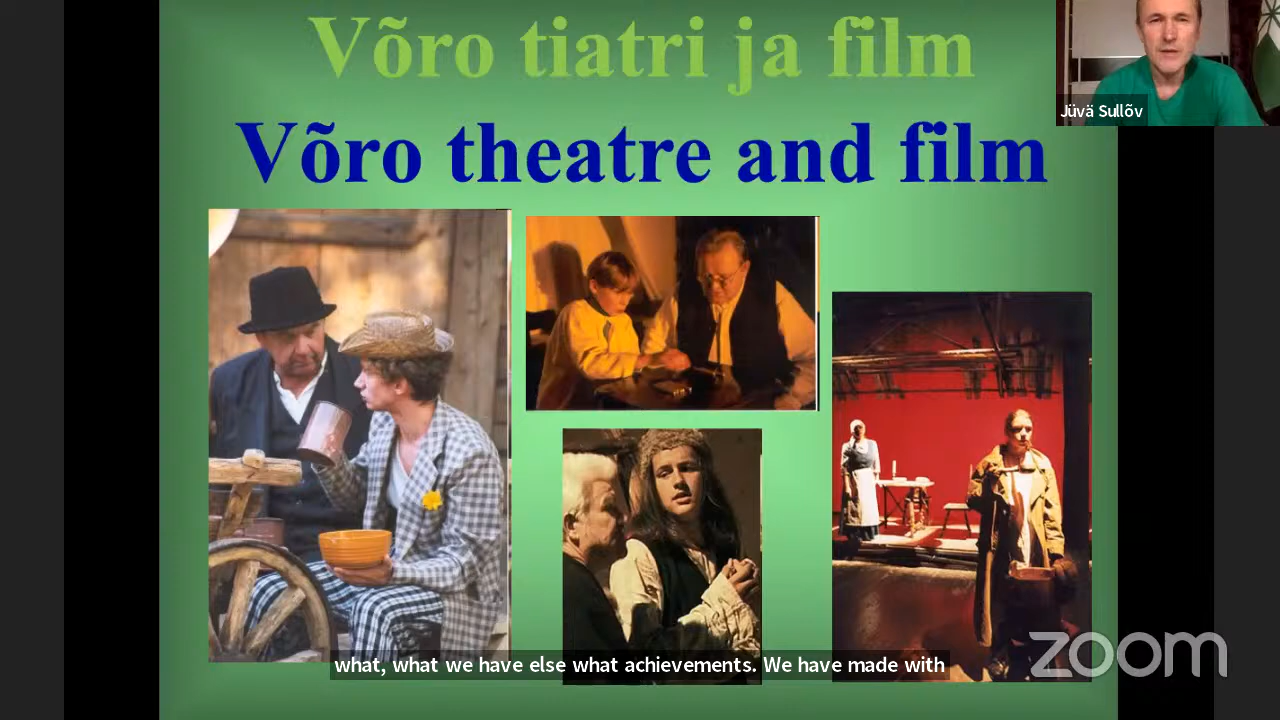 Võro tiatri ja film
Võro theatre and film
Jüvä Sullõv
what, what we have else what achievements. We have made with
zoom